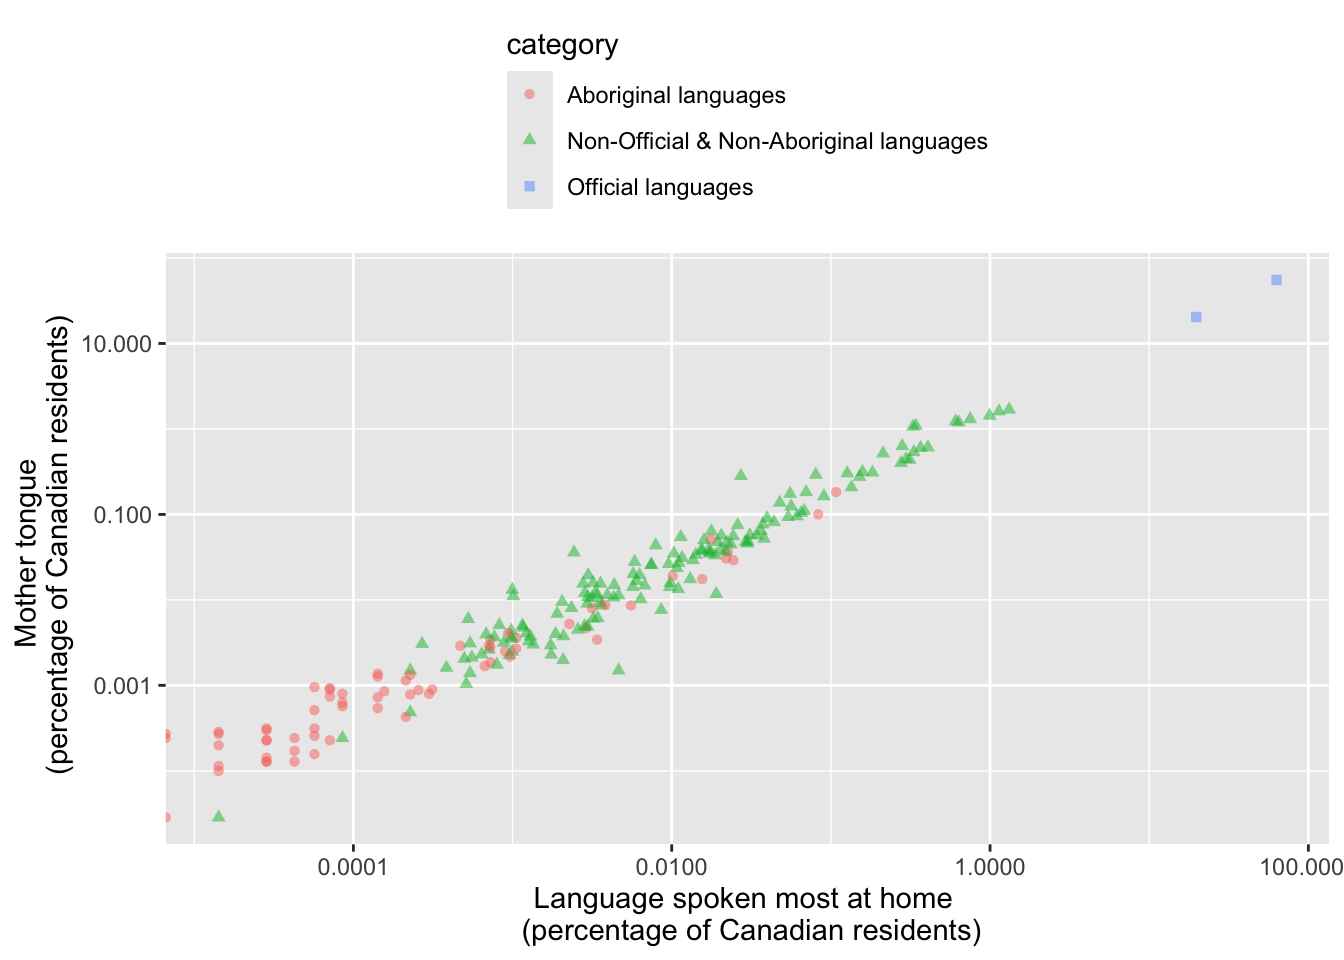 category
Aboriginal languages
Non-Official & Non-Aboriginal languages
Official languages
Mother tongue
(percentage of Canadian residents)
10.000
0.100
0.001
0.0001
0.0100
1.0000
100.000
Language spoken most at home
(percentage of Canadian residents)